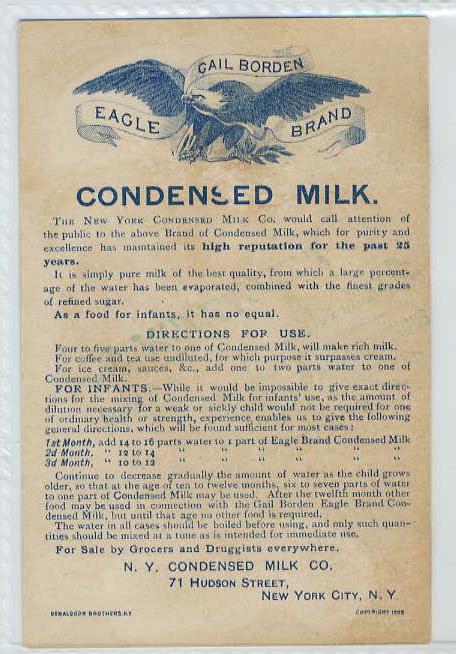 GAIL BORDEN
EAGLE BRAND
CONDENSED MILK.
THE NEW YORK CONDENSED MILK CO. would call attention of
the public to the above Brand of Condensed Milk, which for purity and
excellence has maintained its high reputation for the past 25
years.
It is simply pure milk of the best quality, from which a large percent-
age of the water has been evaporated, combined with the finest grades
of refined sugar.
As a food for infants, it has no equal.
DIRECTIONS FOR USE.
Four to five parts water to one of Condensed Milk, will make rich milk.
For coffee and tea use undiluted, for which purpose it surpasses cream.
For ice cream, sauces, &c., add one to two parts water to one of
Condensed Milk.
FOR INFANTS.—While it would be impossible to give exact direc-
tions for the mixing of Condensed Milk for infants' use, as the amount of
dilution necessary for a weak or sickly child would not be required for one
of ordinary health or strength, experience enables us to give the following
general directions, which will be found sufficient for most cases:
1st Month, add 14 to 16 parts water to 1 part of Eagle Brand Condensed Milk
2d Month, " 12 to 14 " " " " "
3d Month, " 10 to 12 " " " " "
Continue to decrease gradually the amount of water as the child grows
older, so that at the age of ten to twelve months, six to seven parts of water
to one part of Condensed Milk may be used. After the twelfth month other
food may be used in connection with the Gail Borden Eagle Brand Con-
densed Milk, but until that age no other food is required.
The water in all cases should be boiled before using, and only such quan-
tities should be mixed at a time as is intended for immediate use.
For Sale by Grocers and Druggists everywhere.
N. Y. CONDENSED MILK CO.
71 HUDSON STREET,
NEW YORK CITY, N. Y
DONALDSON BROTHERS, N.Y.
COPYRIGHT